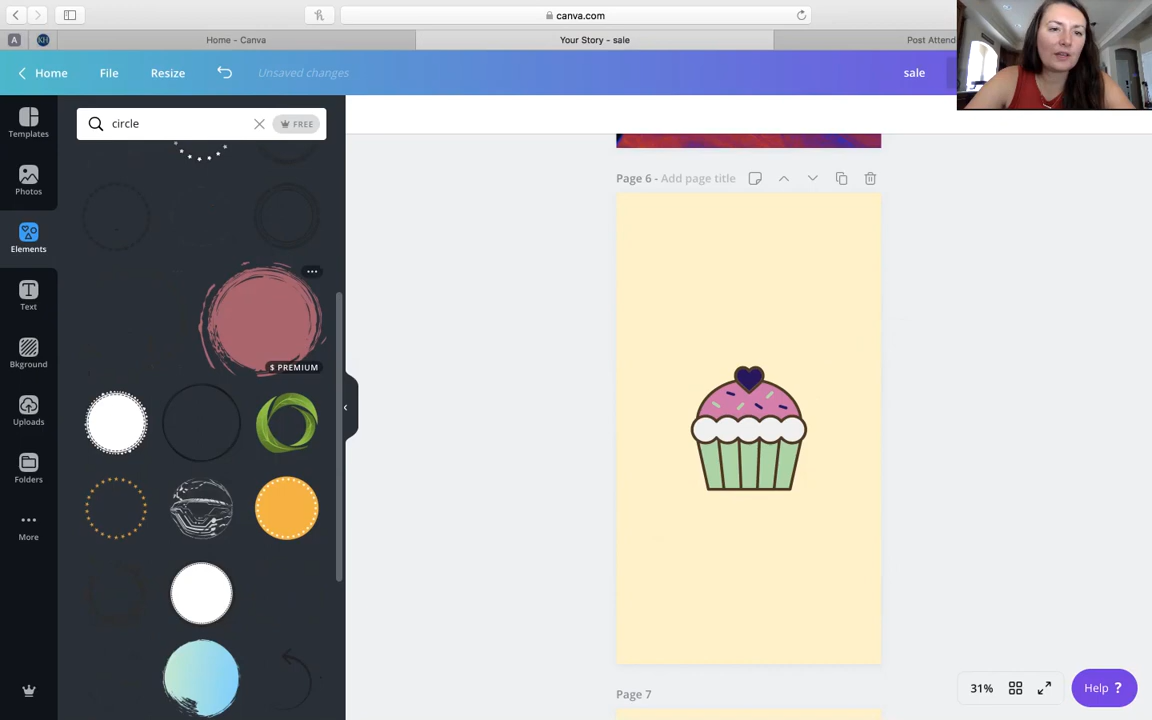 canva.com
A
KH
Home - Canva
Your Story - sale
Post Attend
Home
File
Resize
Unsaved changes
sale
Templates
Photos
Elements
Text
Bkground
Uploads
Folders
More
circle
FREE
$ PREMIUM
Page 6 - Add page title
Page 7
31%
Help ?